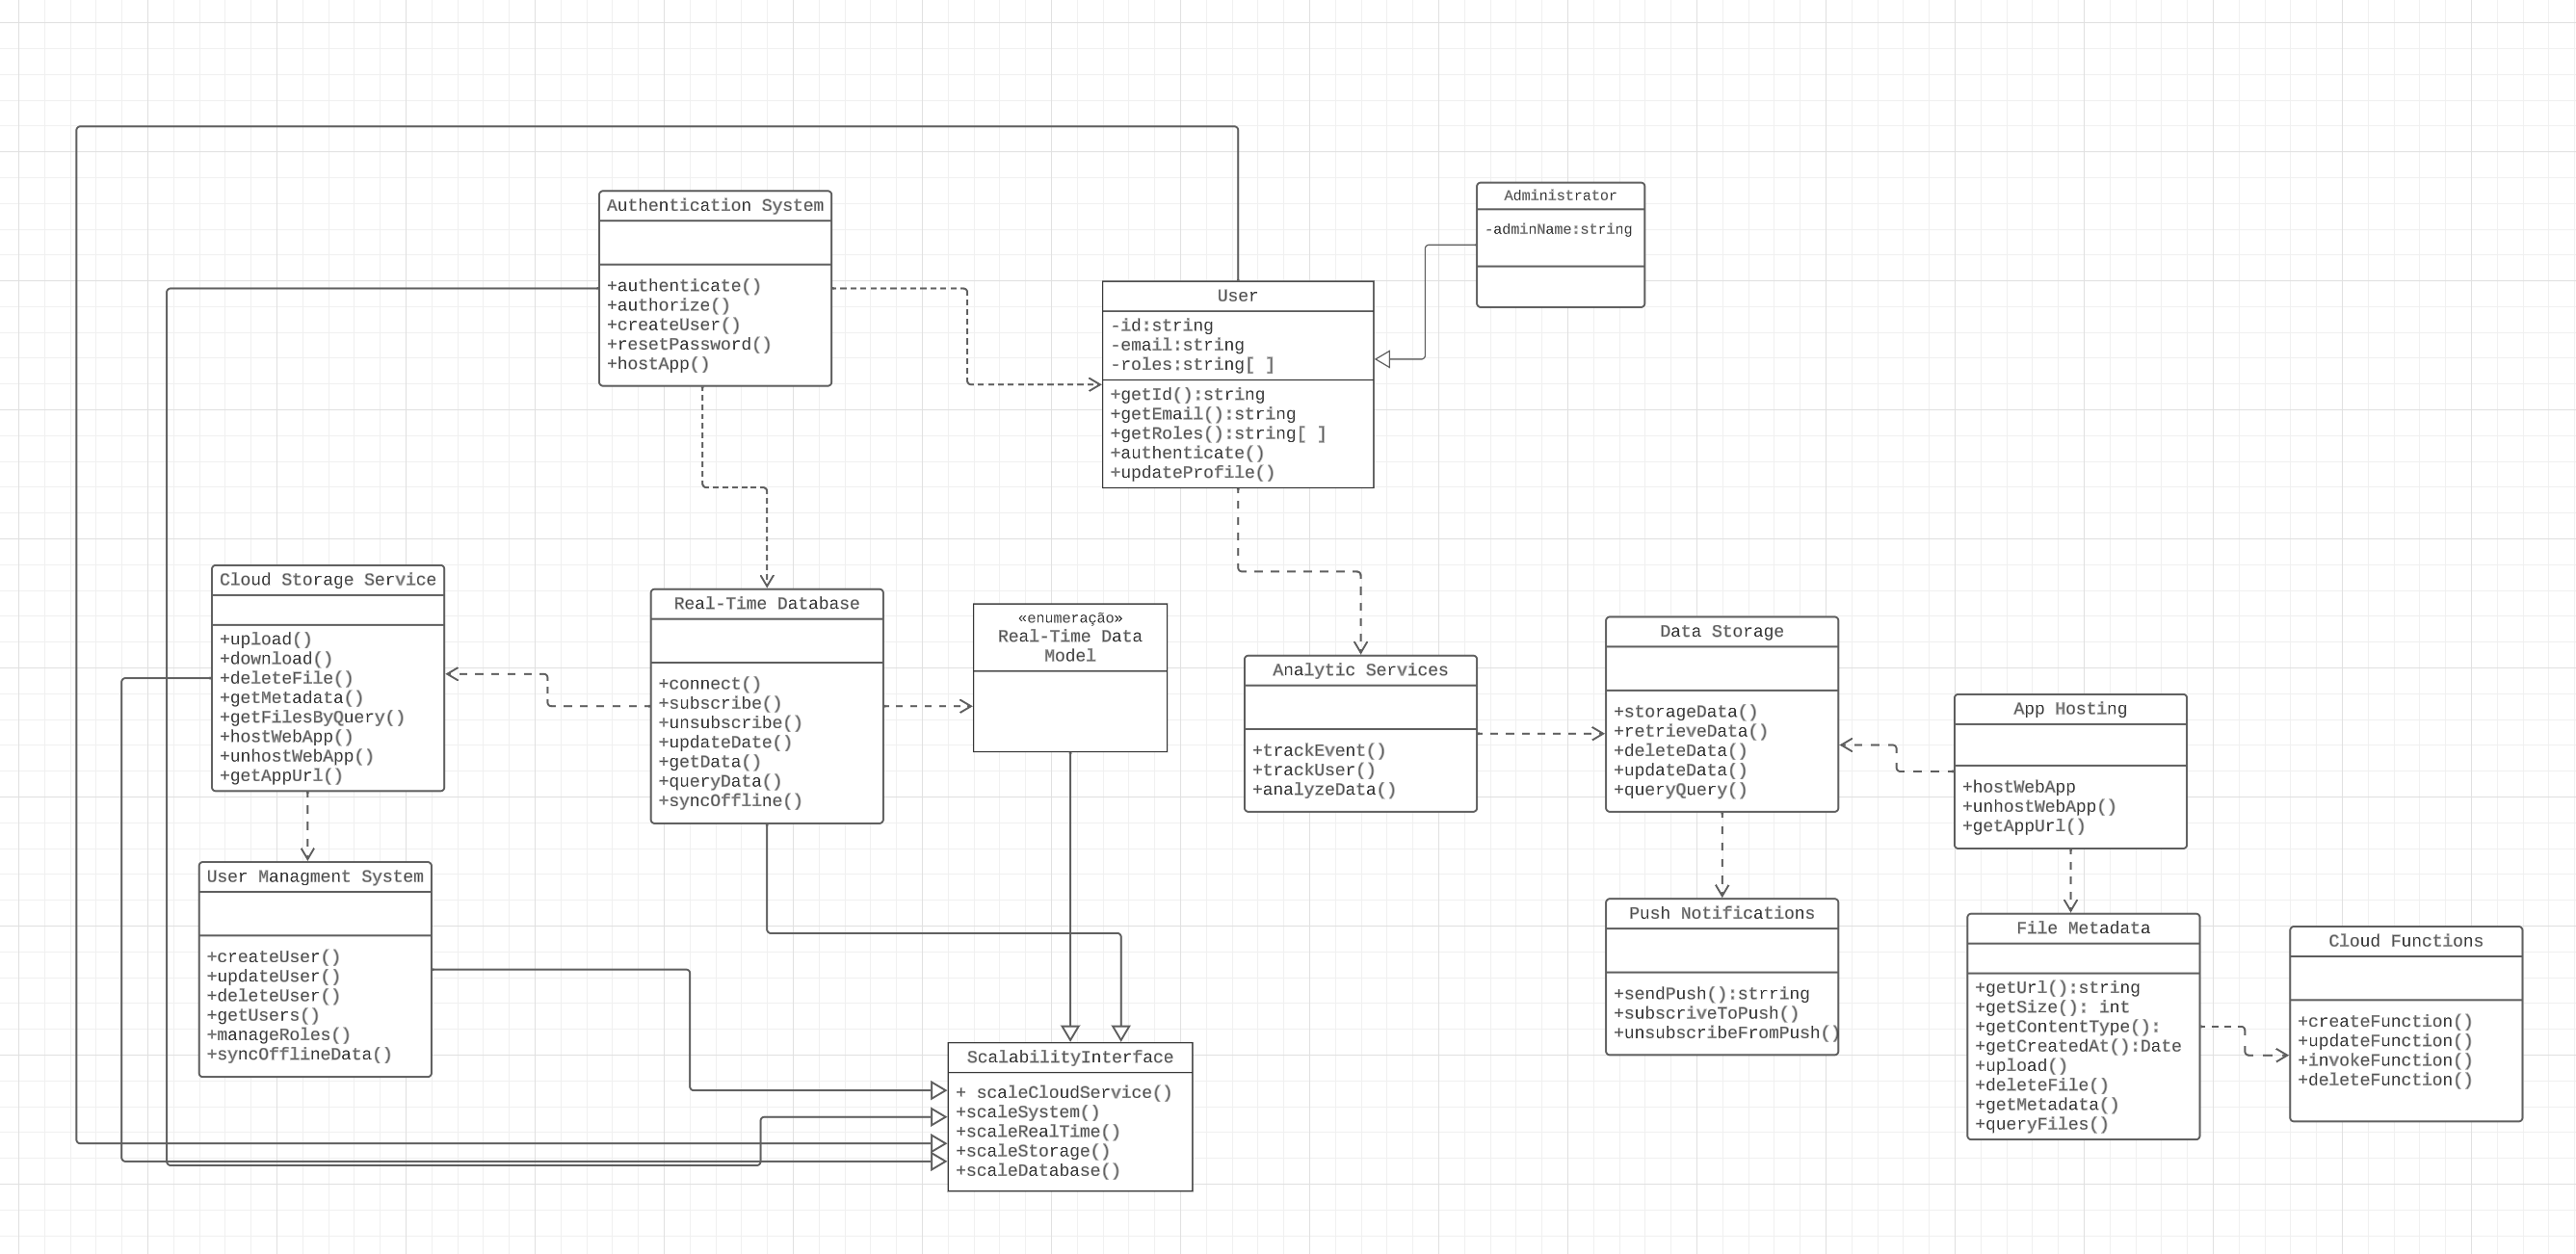 Authentication System
+authenticate()
+authorize()
+createUser()
+resetPassword()
+hostApp()
Administrator
-adminName:string
User
-id:string
-email:string
-roles:string[ ]
+getId():string
+getEmail():string
+getRoles():string[ ]
+authenticate()
+updateProfile()
Cloud Storage Service
+upload()
+download()
+deleteFile()
+getMetadata()
+getFilesByQuery()
+hostWebApp()
+unhostWebApp()
+getAppUrl()
Real-Time Database
+connect()
+subscribe()
+unsubscribe()
+updateDate()
+getData()
+queryData()
+syncOffline()
«enumeração»
Real-Time Data
Model
Analytic Services
+trackEvent()
+trackUser()
+analyzeData()
Data Storage
+storageData()
+retrieveData()
+deleteData()
+updateData()
+queryQuery()
App Hosting
+hostWebApp
+unhostWebApp()
+getAppUrl()
User Managment System
+createUser()
+updateUser()
+deleteUser()
+getUsers()
+manageRoles()
+syncOfflineData()
Push Notifications
+sendPush():strring
+subscriveToPush()
+unsubscribeFromPush()
File Metadata
+getUrl():string
+getSize(): int
+getContentType():
+getCreatedAt():Date
+upload()
+deleteFile()
+getMetadata()
+queryFiles()
Cloud Functions
+createFunction()
+updateFunction()
+invokeFunction()
+deleteFunction()
ScalabilityInterface
+ scaleCloudService()
+scaleSystem()
+scaleRealTime()
+scaleStorage()
+scaleDatabase()